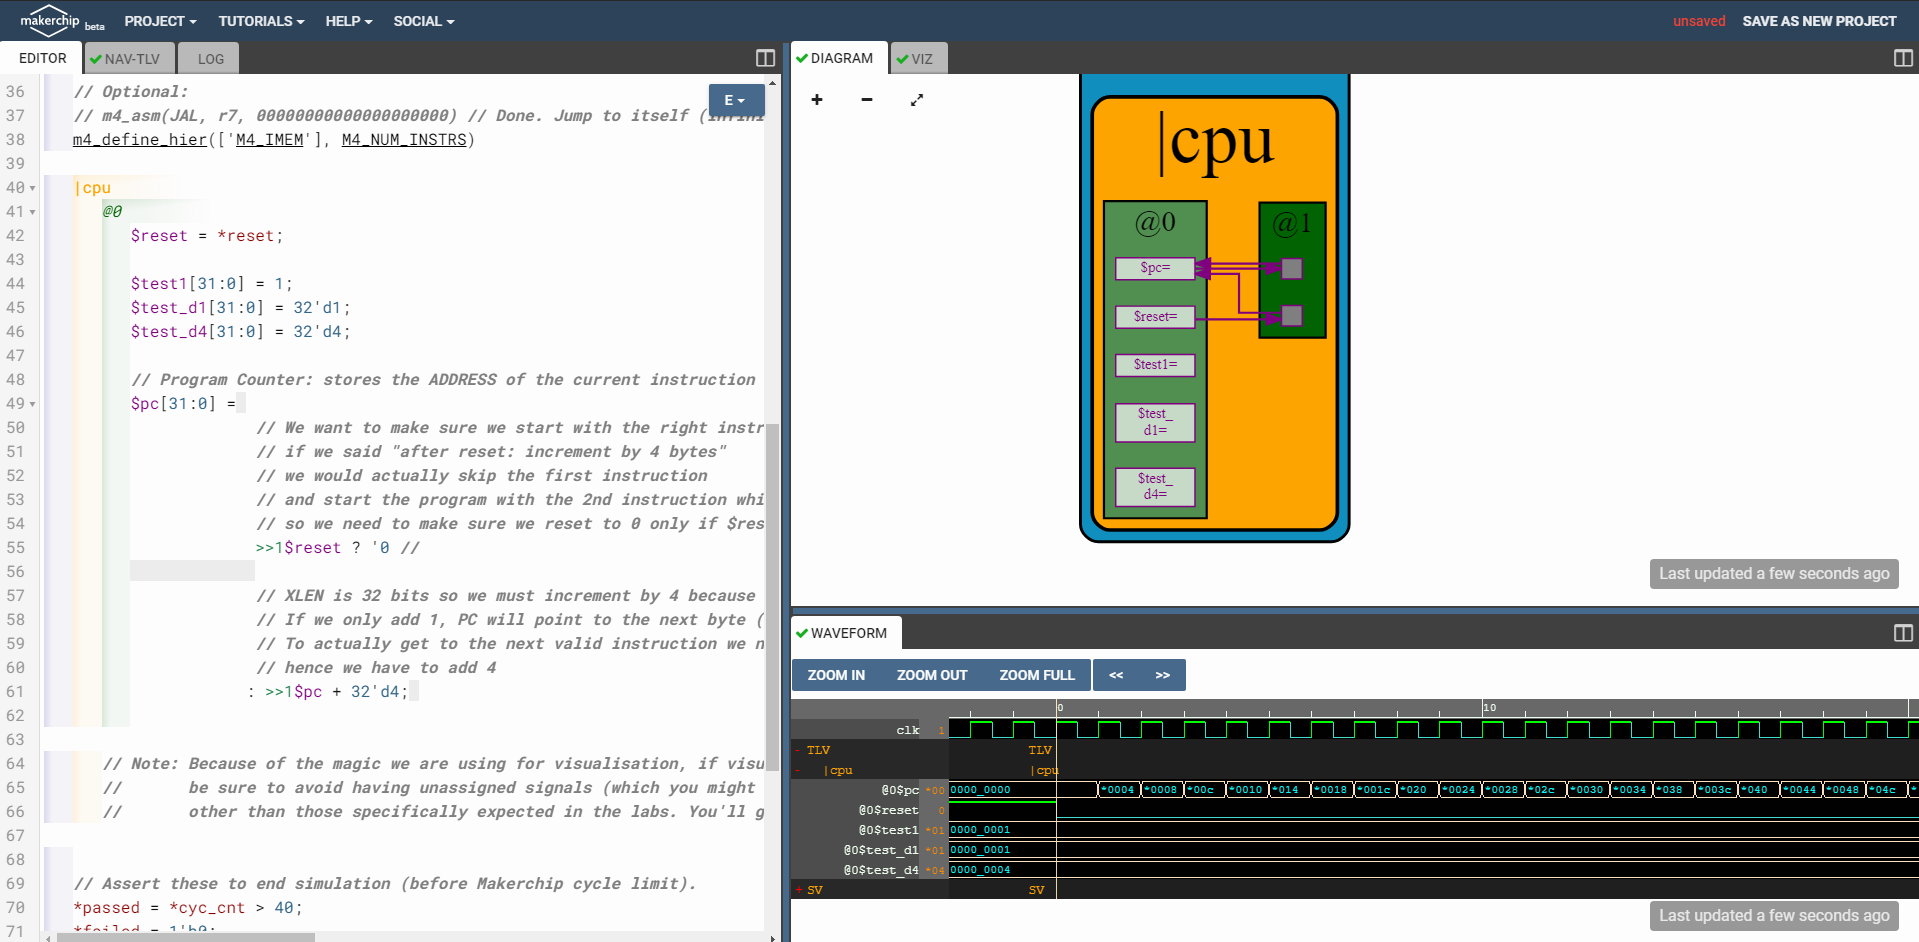 makerchip beta PROJECT TUTORIALS HELP SOCIAL unsaved SAVE AS NEW PROJECT
EDITOR NAV-TLV LOG
36 // Optional:
37 // m4_asm(JAL, r7, 00000000000000000000) // Done. Jump to itself (infini
E
38 m4_define_hier(['M4_IMEM'], M4_NUM_INSTRS)
39
40 |cpu
41 @0
42 $reset = *reset;
43
44 $test1[31:0] = 1;
45 $test_d1[31:0] = 32'd1;
46 $test_d4[31:0] = 32'd4;
47
48 // Program Counter: stores the ADDRESS of the current instruction
49 $pc[31:0] =
50 // We want to make sure we start with the right instr
51 // if we said "after reset: increment by 4 bytes"
52 // we would actually skip the first instruction
53 // and start the program with the 2nd instruction whi
54 // so we need to make sure we reset to 0 only if $res
55 >>1$reset ? '0 //
56
57 // XLEN is 32 bits so we must increment by 4 because
58 // If we only add 1, PC will point to the next byte (
59 // To actually get to the next valid instruction we n
60 // hence we have to add 4
61 : >>1$pc + 32'd4;
62
63
64 // Note: Because of the magic we are using for visualisation, if visu
65 // be sure to avoid having unassigned signals (which you might
66 // other than those specifically expected in the labs. You'll g
67
68
69 // Assert these to end simulation (before Makerchip cycle limit).
70 *passed = *cyc_cnt > 40;
71 *failed = 1'b0;
DIAGRAM VIZ
|cpu
@0 @1
$pc=
$reset=
$test1=
$test_
d1=
$test_
d4=
Last updated a few seconds ago
WAVEFORM
ZOOM IN ZOOM OUT ZOOM FULL << >>
0 10
clk 1
- TLV TLV
- |cpu |cpu
@0$pc *00 0000_0000 *0004 *0008 *00c *0010 *014 *0018 *001c *020 *0024 *0028 *02c *0030 *0034 *038 *003c *040 *0044 *0048 *04c *
@0$reset 0
@0$test1 *01 0000_0001
@0$test_d1 *01 0000_0001
@0$test_d4 *04 0000_0004
+ SV SV
Last updated a few seconds ago